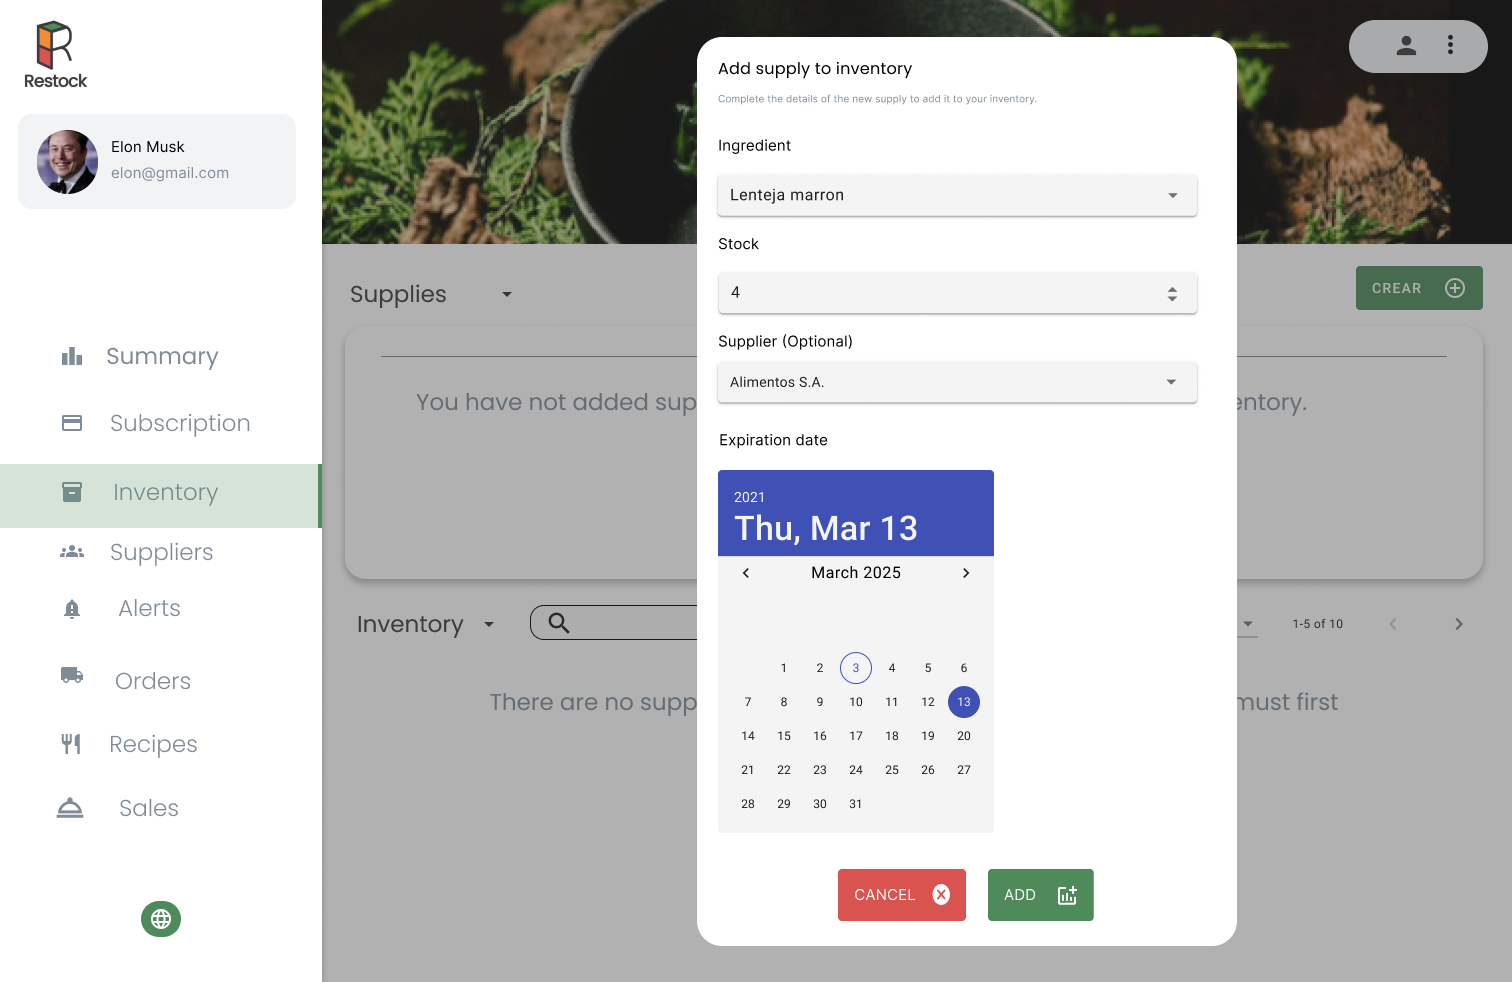 Restock
Elon Musk
elon@gmail.com
Summary
Subscription
Inventory
Suppliers
Alerts
Orders
Recipes
Sales
Supplies
CREAR
You have not added sup
entory.
Inventory
1-5 of 10
There are no supp
must first
Add supply to inventory
Complete the details of the new supply to add it to your inventory.
Ingredient
Lenteja marron
Stock
4
Supplier (Optional)
Alimentos S.A.
Expiration date
2021
Thu, Mar 13
March 2025
1 2 3 4 5 6
7 8 9 10 11 12 13
14 15 16 17 18 19 20
21 22 23 24 25 26 27
28 29 30 31
CANCEL
ADD